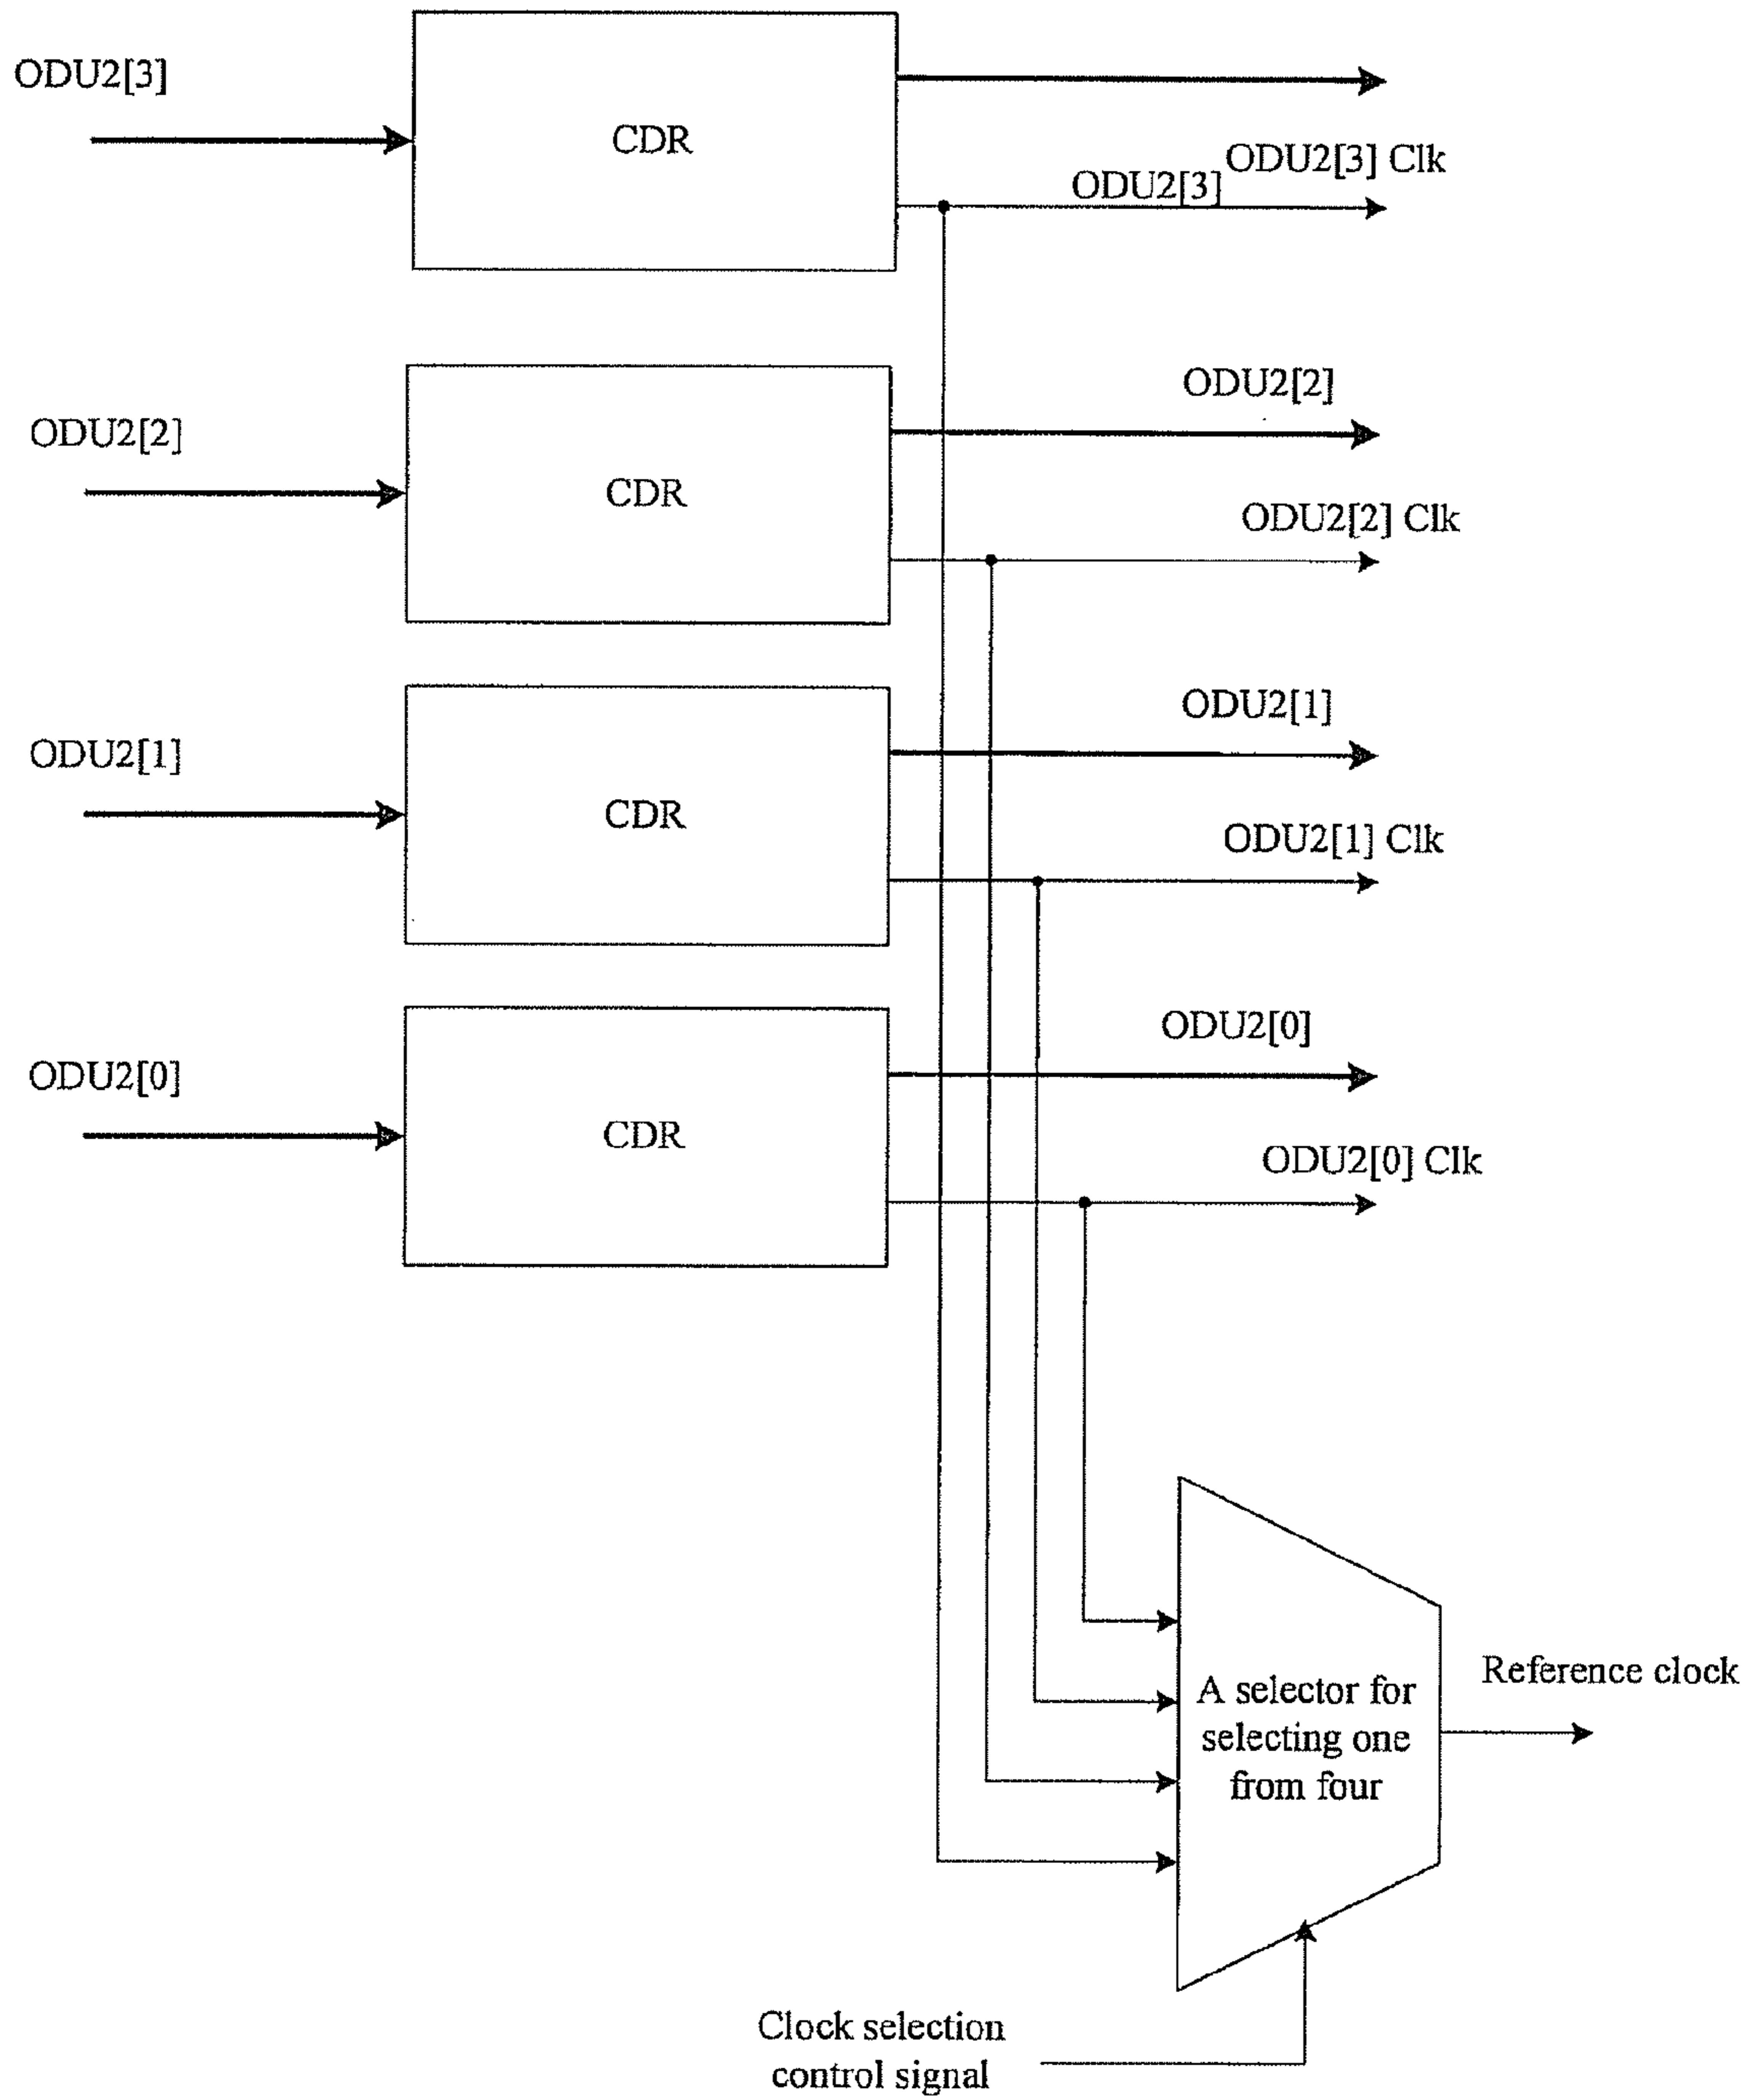 ODU2[3]
CDR
ODU2[3] Clk
ODU2[3]
ODU2[2]
ODU2[2]
CDR
ODU2[2] Clk
ODU2[1]
ODU2[1]
CDR
ODU2[1] Clk
ODU2[0]
ODU2[0]
CDR
ODU2[0] Clk
Reference clock
A selector for
selecting one
from four
Clock selection
control signal